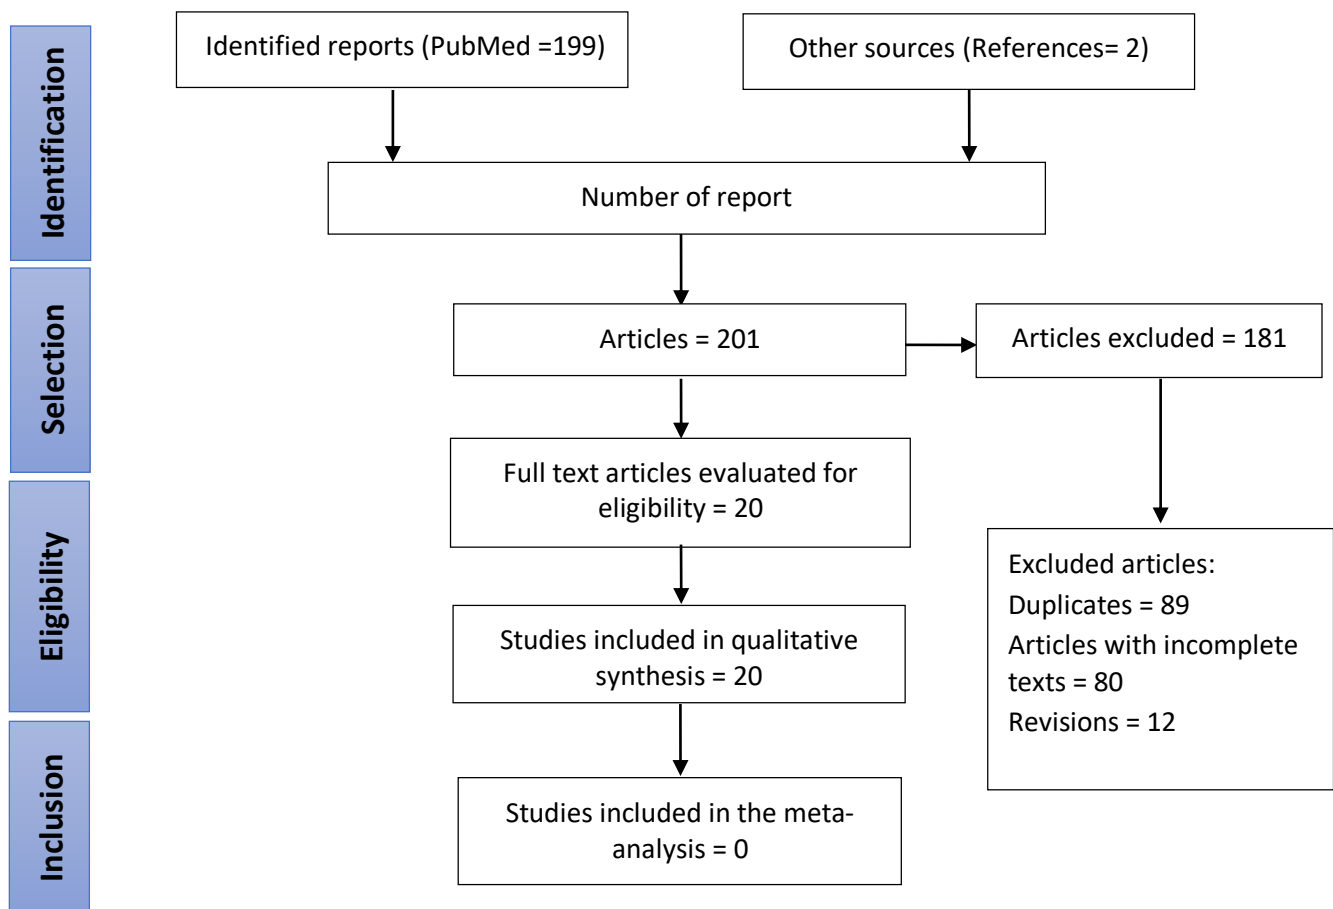 Identification
Identified reports (PubMed =199)
Other sources (References= 2)
Number of report
Selection
Articles = 201
Articles excluded = 181
Full text articles evaluated for
eligibility = 20
Eligibility
Excluded articles:
Duplicates = 89
Articles with incomplete
texts = 80
Revisions = 12
Studies included in qualitative
synthesis = 20
Inclusion
Studies included in the meta-
analysis = 0